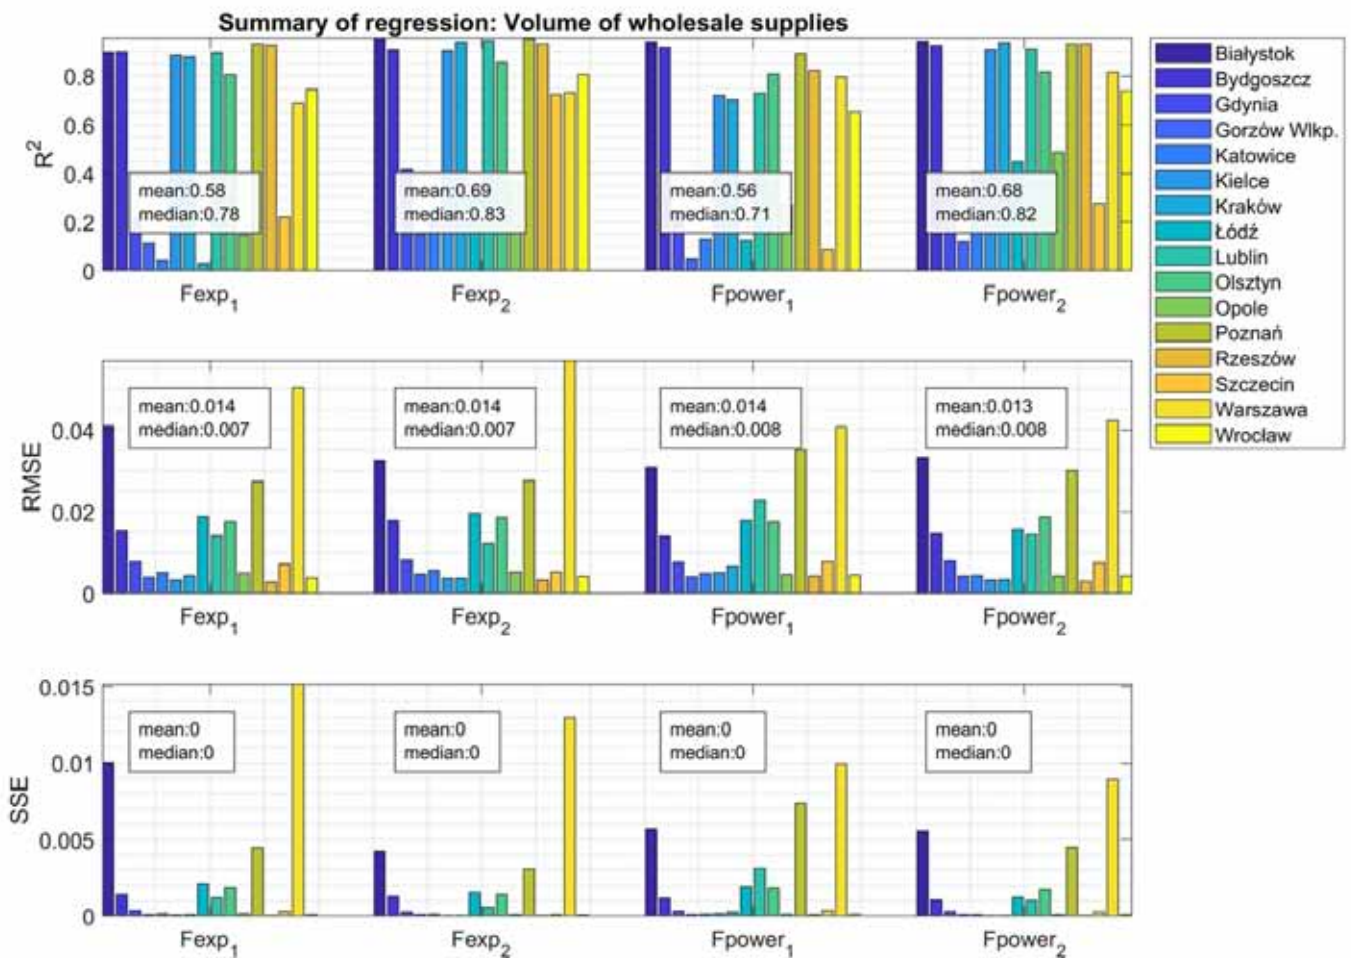 Summary of regression: Volume of wholesale supplies
R2
0.8
0.6
0.4
0.2
0
mean:0.58
median:0.78
mean:0.69
median:0.83
mean:0.56
median:0.71
mean:0.68
median:0.82
Fexp1
Fexp2
Fpower1
Fpower2
Białystok
Bydgoszcz
Gdynia
Gorzów Wlkp.
Katowice
Kielce
Kraków
Łódź
Lublin
Olsztyn
Opole
Poznań
Rzeszów
Szczecin
Warszawa
Wrocław
RMSE
0.04
0.02
0
mean:0.014
median:0.007
mean:0.014
median:0.007
mean:0.014
median:0.008
mean:0.013
median:0.008
Fexp1
Fexp2
Fpower1
Fpower2
SSE
0.015
0.01
0.005
0
mean:0
median:0
mean:0
median:0
mean:0
median:0
mean:0
median:0
Fexp1
Fexp2
Fpower1
Fpower2